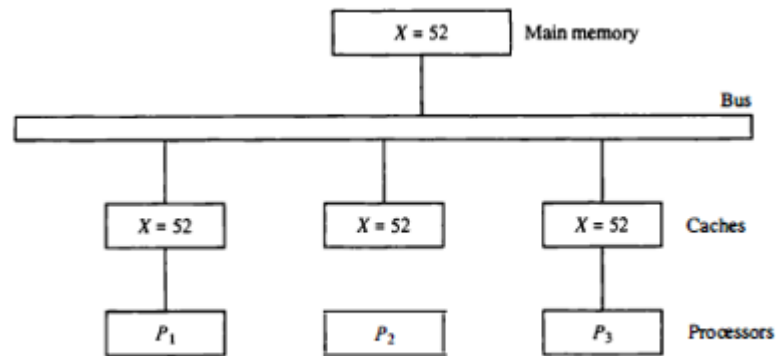 X = 52 Main memory
Bus
X = 52 X = 52 X = 52 Caches
P₁ P₂ P₃ Processors